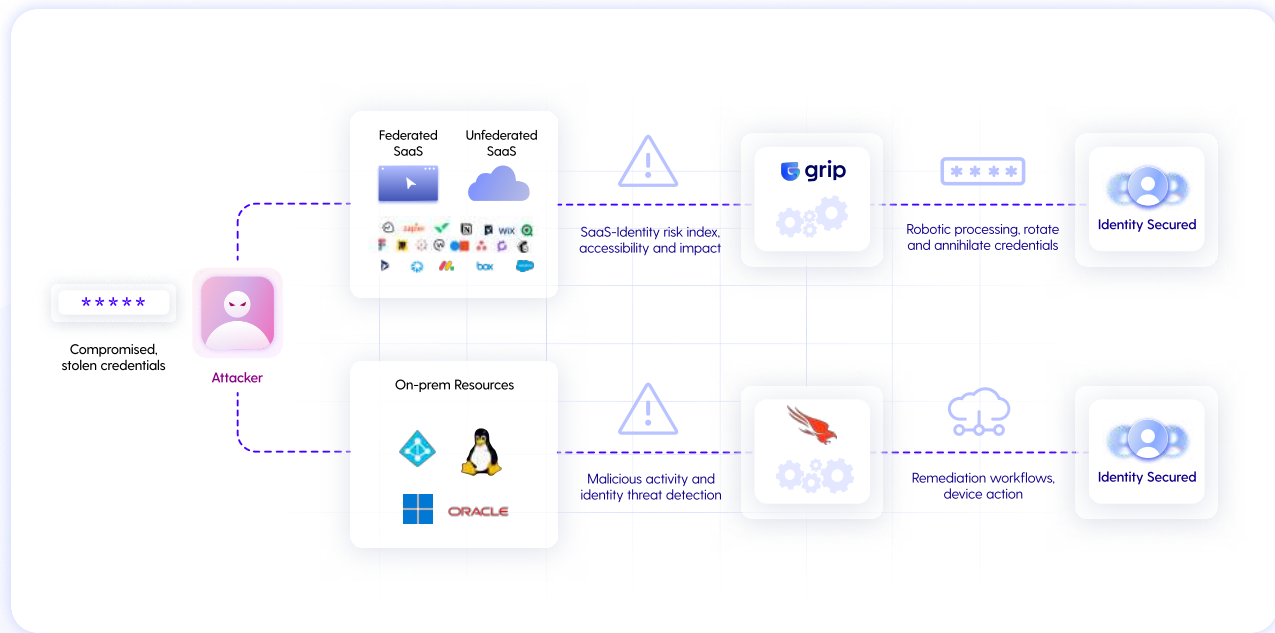 Federated
SaaS
Unfederated
SaaS
zapier
WIX
box
SaaS-Identity risk index,
accessibility and impact
grip
* * * *
Robotic processing, rotate
and annihilate credentials
Identity Secured
* * * * *
Compromised,
stolen credentials
Attacker
On-prem Resources
ORACLE
Malicious activity and
identity threat detection
Remediation workflows,
device action
Identity Secured